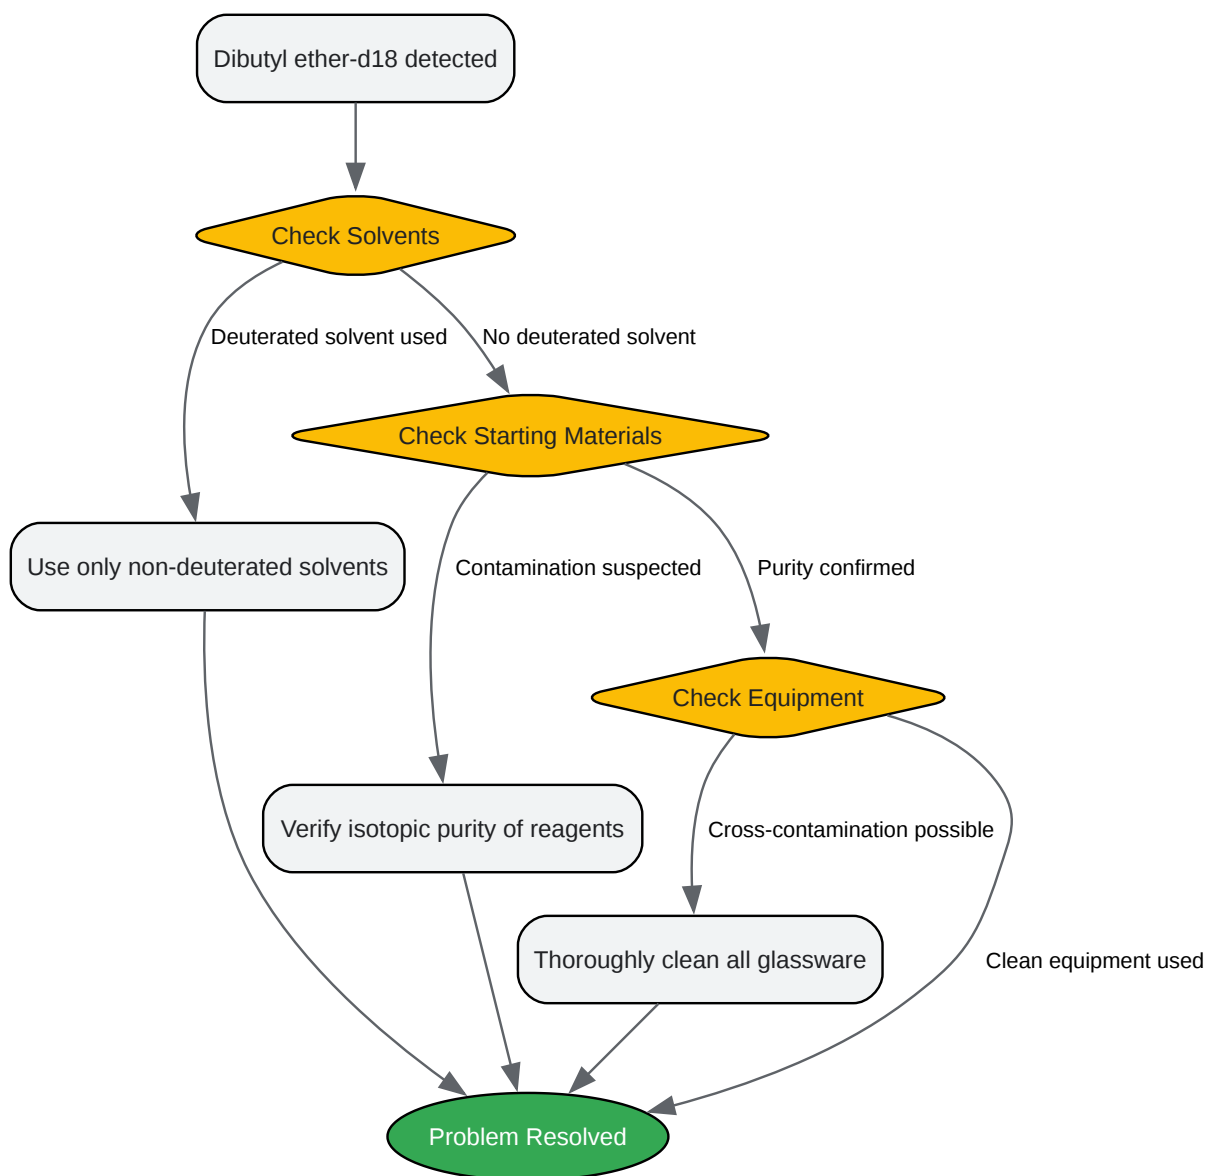 Dibutyl ether-d18 detected
Check Solvents
Deuterated solvent used
No deuterated solvent
Check Starting Materials
Use only non-deuterated solvents
Contamination suspected
Purity confirmed
Check Equipment
Verify isotopic purity of reagents
Cross-contamination possible
Thoroughly clean all glassware
Clean equipment used
Problem Resolved